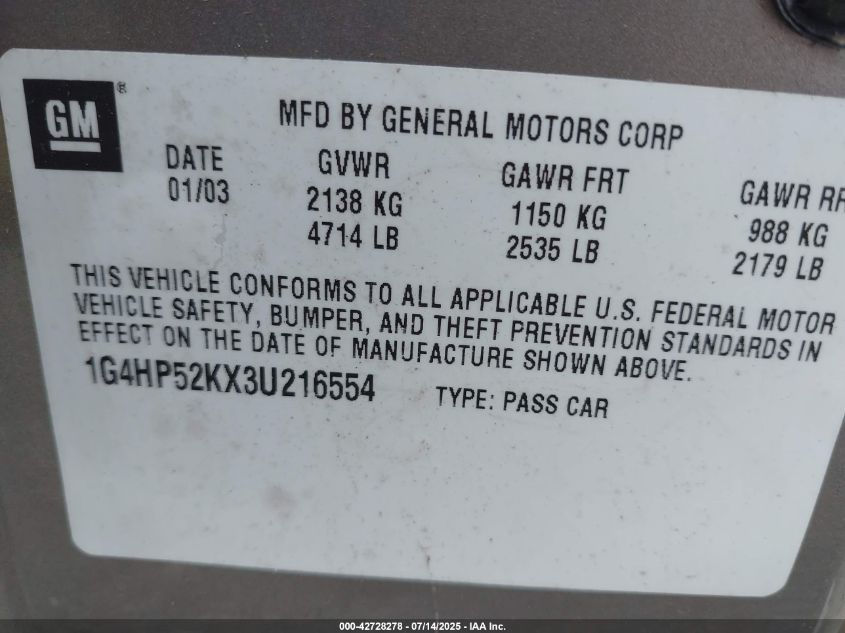 GM®
MFD BY GENERAL MOTORS CORP
DATE GVWR GAWR FRT GAWR RR
01/03 2138 KG 1150 KG 988 KG
4714 LB 2535 LB 2179 LB
THIS VEHICLE CONFORMS TO ALL APPLICABLE U.S. FEDERAL MOTOR
VEHICLE SAFETY, BUMPER, AND THEFT PREVENTION STANDARDS IN
EFFECT ON THE DATE OF MANUFACTURE SHOWN ABOVE.
1G4HP52KX3U216554 TYPE: PASS CAR
000-42728278 - 07/14/2025 - IAA Inc.